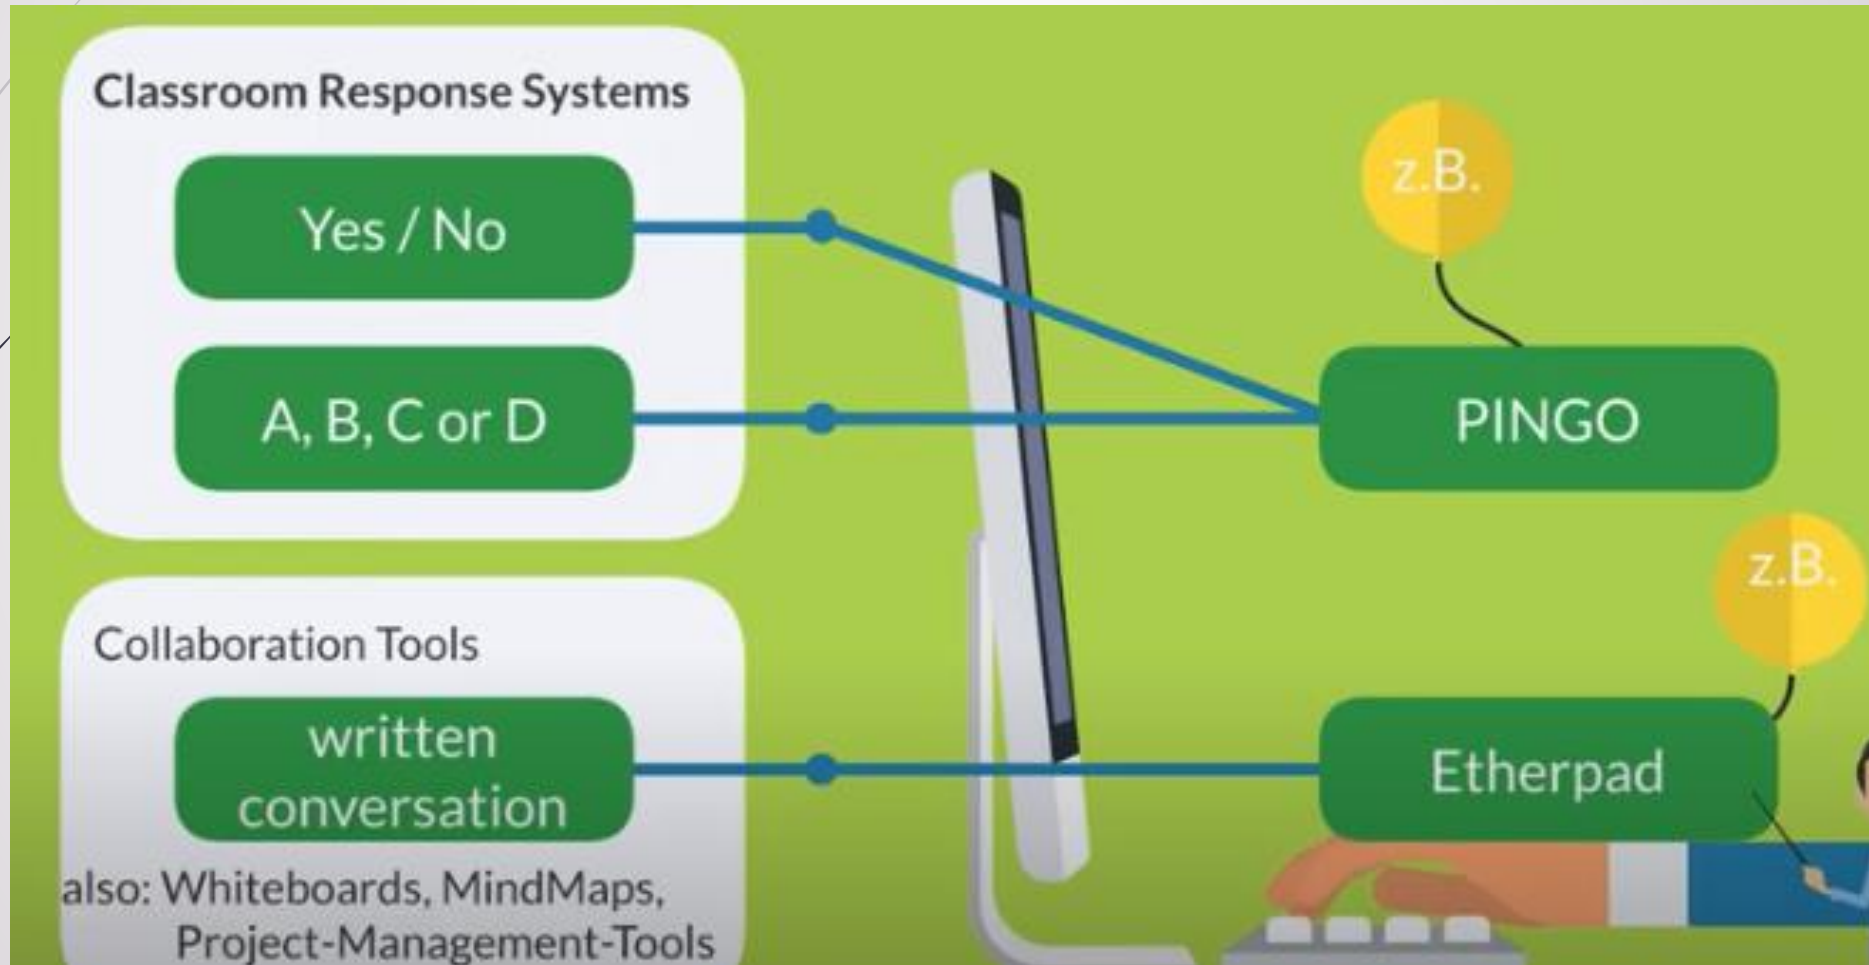 Classroom Response Systems
Yes / No
z.B.
A, B, C or D
PINGO
z.B.
Collaboration Tools
written
conversation
Etherpad
also: Whiteboards, MindMaps,
Project-Management-Tools